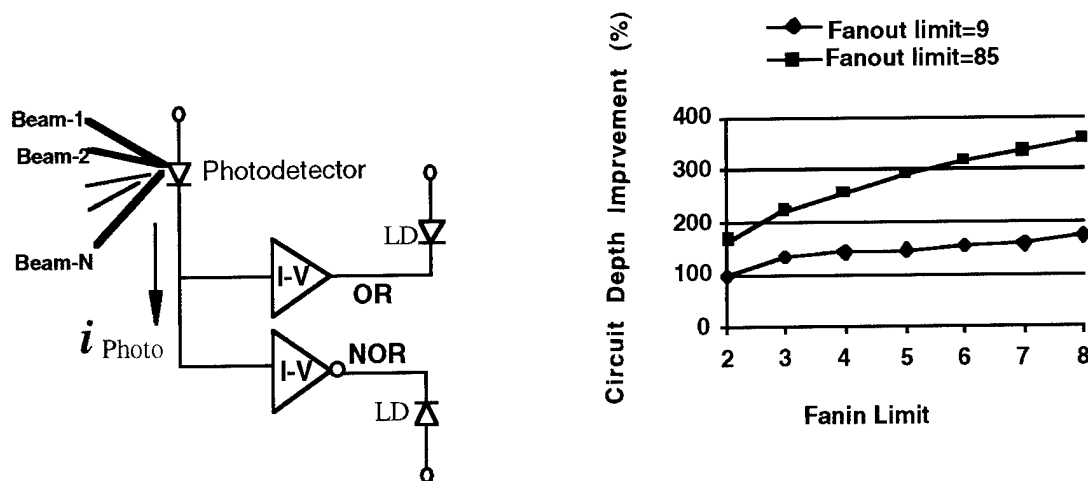 Beam-1
Beam-2
Beam-N
Photodetector
i Photo
I-V
OR
LD
I-V
NOR
LD
Fanout limit=9
Fanout limit=85
Circuit Depth Imprvement (%)
400
300
200
100
0
2 3 4 5 6 7 8
Fanin Limit